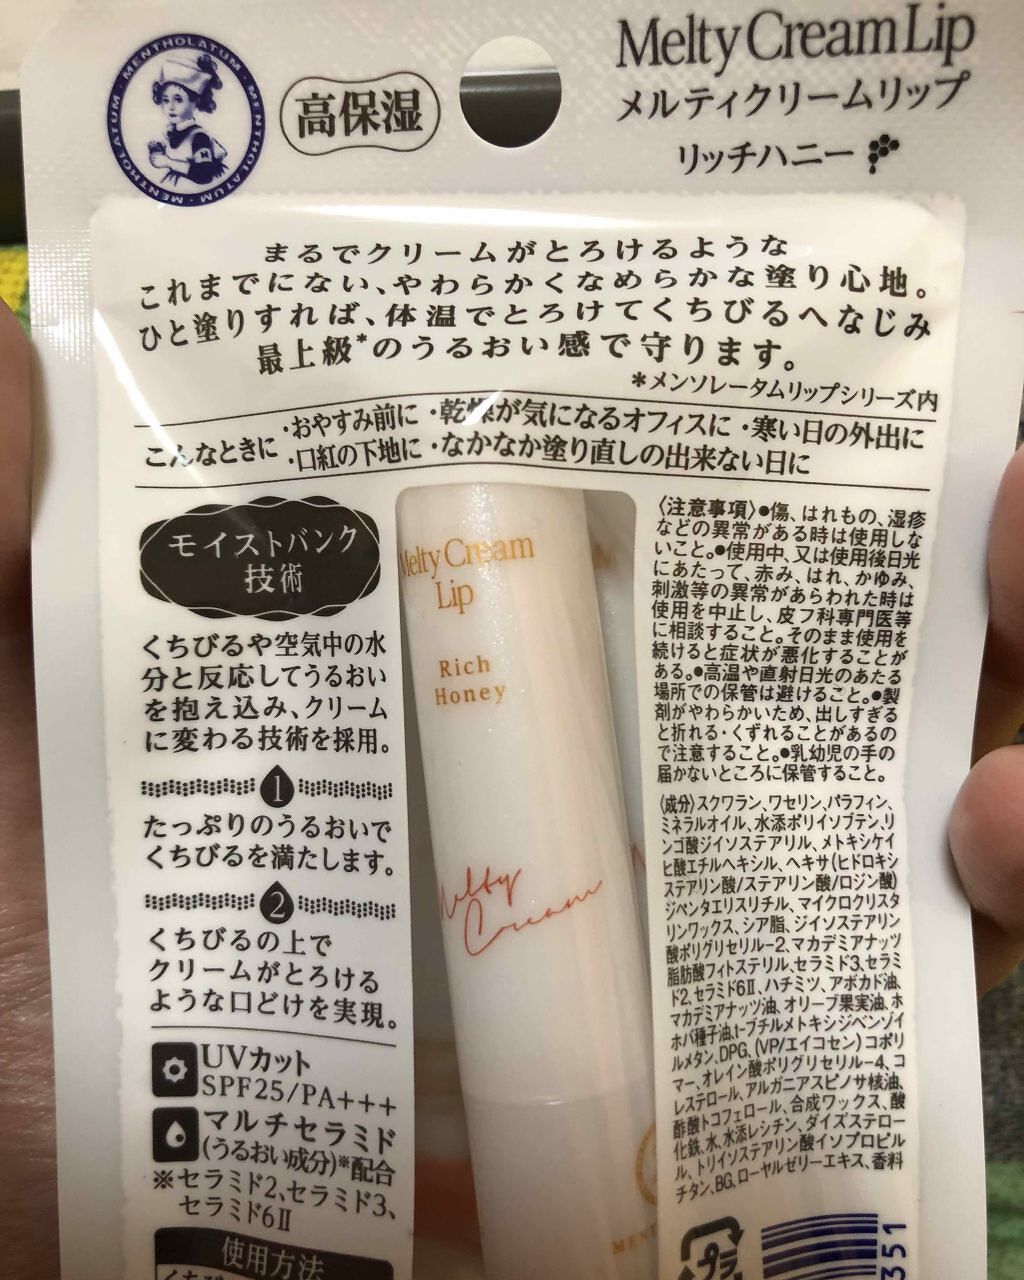 Melty Cream Lip
メルティクリームリップ
リッチハニー
MENTHOLATUM · MENTHOLATUM · MENTHOLATUM ·
高保湿
まるでクリームがとろけるような
これまでにない、やわらかくなめらかな塗り心地。
ひと塗りすれば、体温でとろけてくちびるへなじみ
最上級*のうるおい感で守ります。
*メンソレータムリップシリーズ内
こんなときに
・おやすみ前に ・乾燥が気になるオフィスに ・寒い日の外出に
・口紅の下地に ・なかなか塗り直しの出来ない日に
モイストバンク
技術
くちびるや空気中の水
分と反応してうるおい
を抱え込み、クリーム
に変わる技術を採用。
1
たっぷりのうるおいで
くちびるを満たします。
2
くちびるの上で
クリームがとろける
ような口どけを実現。
UVカット
SPF25/PA+++
マルチセラミド
(うるおい成分)※配合
※セラミド2、セラミド3、
セラミド6Ⅱ
使用方法
Melty Cream
Lip
Rich
Honey
Melty
Cream
〈注意事項〉●傷、はれもの、湿疹
などの異常がある時は使用しな
いこと。●使用中、又は使用後日光
にあたって、赤み、はれ、かゆみ、
刺激等の異常があらわれた時は
使用を中止し、皮フ科専門医等
に相談すること。そのまま使用を
続けると症状が悪化することが
ある。●高温や直射日光のあたる
場所での保管は避けること。●製
剤がやわらかいため、出しすぎる
と折れる・くずれることがあるの
で注意すること。●乳幼児の手の
届かないところに保管すること。
〈成分〉スクワラン、ワセリン、パラフィン、
ミネラルオイル、水添ポリイソブテン、リ
ンゴ酸ジイソステアリル、メトキシケイ
ヒ酸エチルヘキシル、ヘキサ(ヒドロキシ
ステアリン酸/ステアリン酸/ロジン酸)
ジペンタエリスリチル、マイクロクリスタ
リンワックス、シア脂、ジイソステアリン
酸ポリグリセリル-2、マカデミアナッツ
脂肪酸フィトステリル、セラミド3、セラミ
ド2、セラミド6Ⅱ、ハチミツ、アボカド油、
マカデミアナッツ油、オリーブ果実油、ホ
ホバ種子油、t-ブチルメトキシジベンゾイ
ルメタン、DPG、(VP/エイコセン)コポリ
マー、オレイン酸ポリグリセリル-4、コ
レステロール、アルガニアスピノサ核油、
酢酸トコフェロール、合成ワックス、酸
化鉄、水、水添レシチン、ダイズステロー
ル、トリイソステアリン酸イソプロピル
チタン、BG、ローヤルゼリーエキス、香料
プラ
351